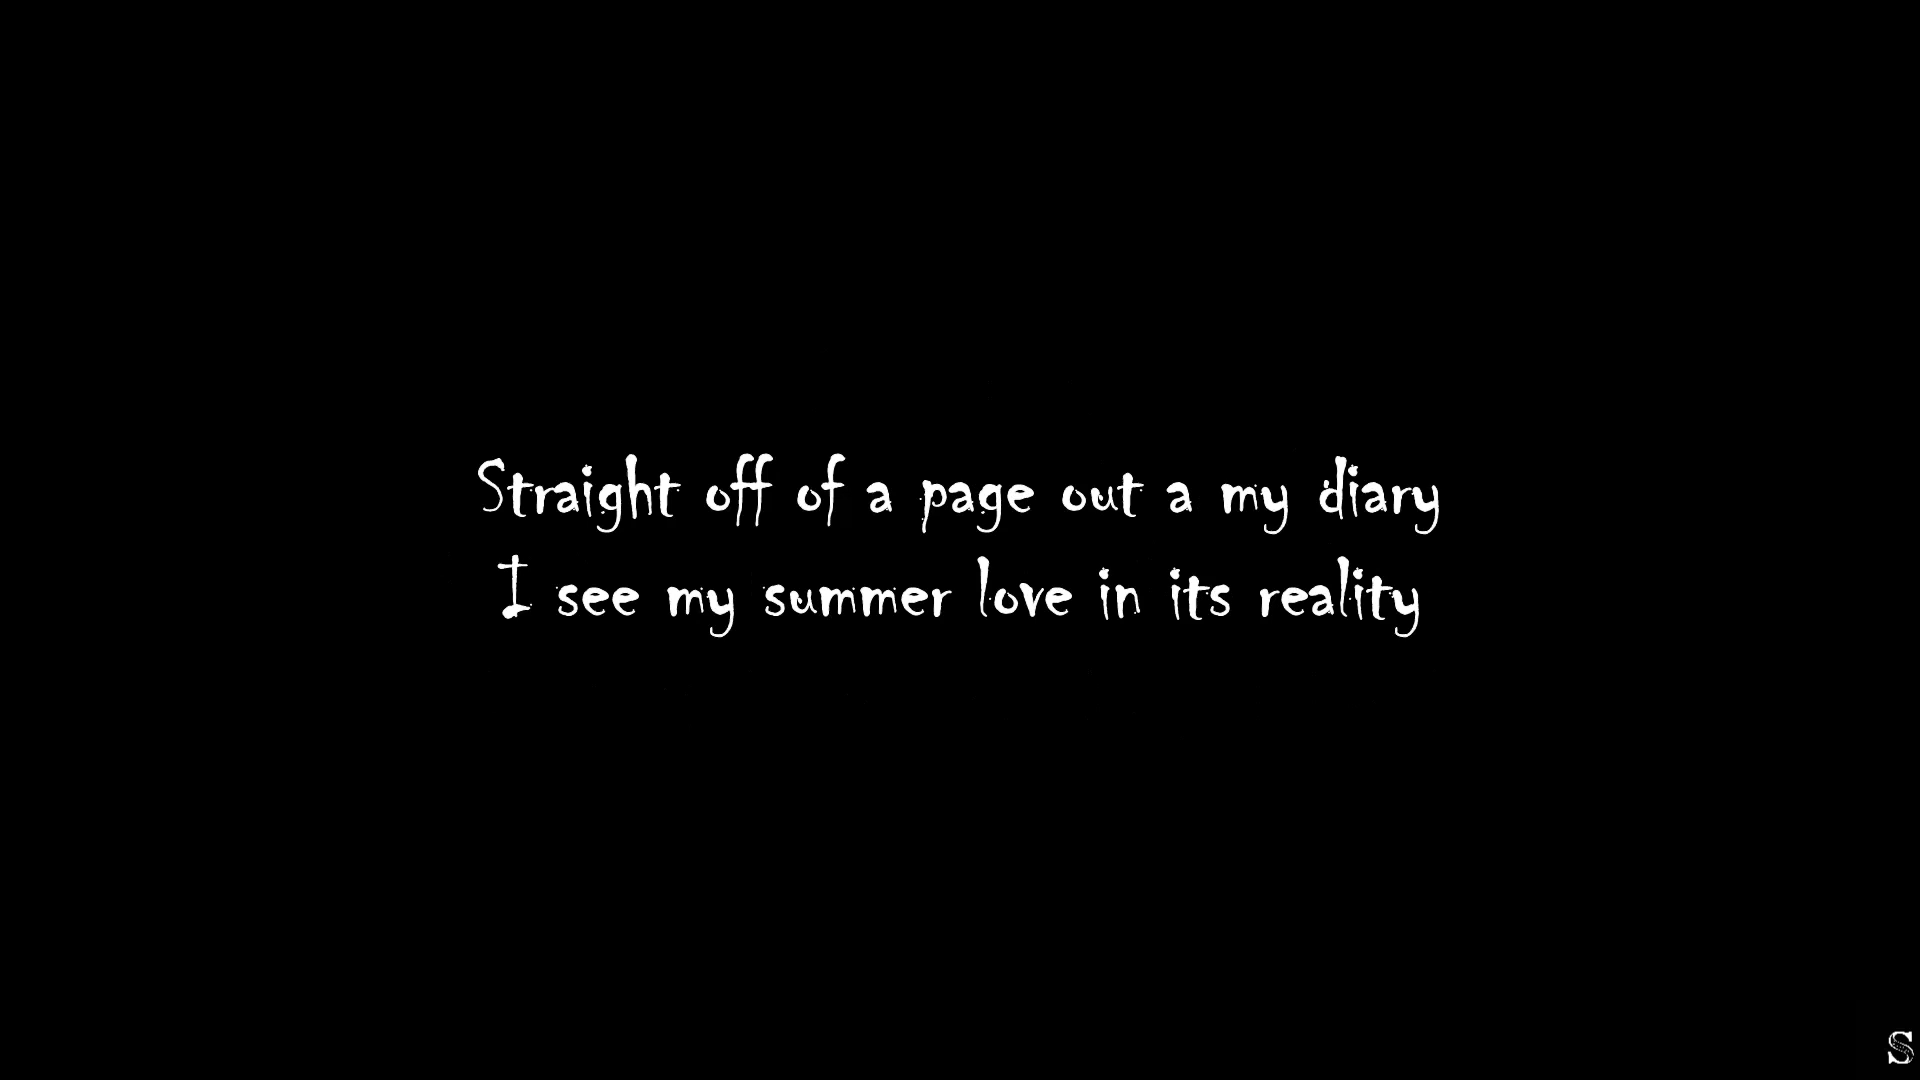 Straight off of a page out a my diary
I see my summer love in its reality
S